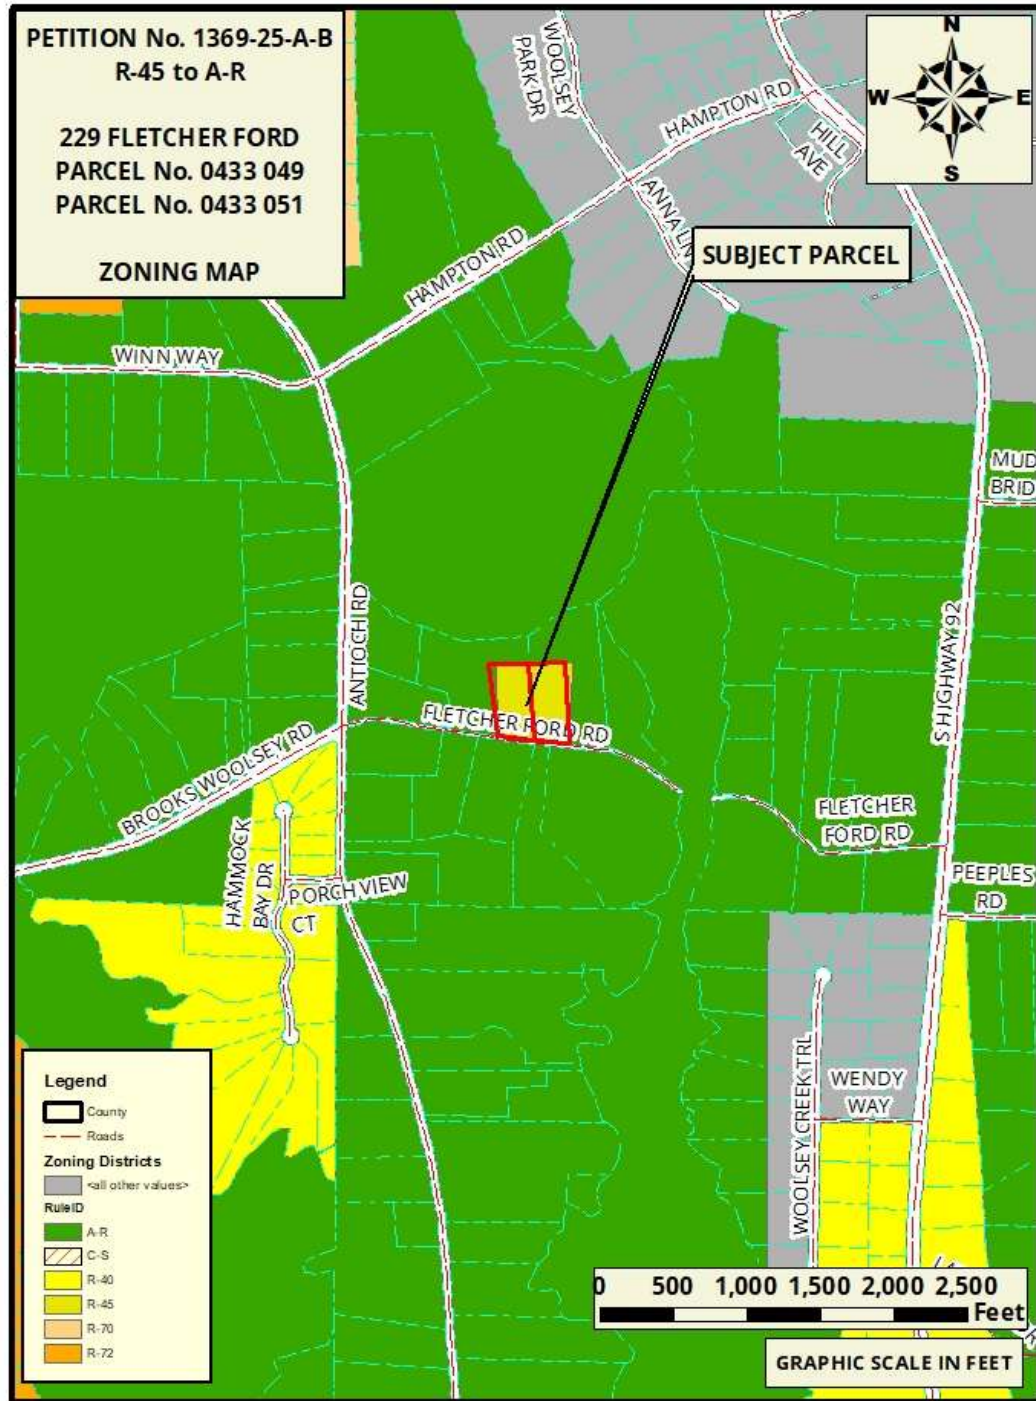 PETITION No. 1369-25-A-B
R-45 to A-R
229 FLETCHER FORD
PARCEL No. 0433 049
PARCEL No. 0433 051
ZONING MAP
WOOLSEY
PARK DR
HAMPTON RD
HILL
AVE
N
W
E
S
ANNA LN
SUBJECT PARCEL
HAMPTON RD
WINN WAY
MUD
BRID
ANTIOCH RD
S HIGHWAY 92
FLETCHER FORD RD
BROOKS WOOLSEY RD
FLETCHER
FORD RD
HAMMOCK
BAY DR
PORCH VIEW
CT
PEEPLES
RD
WOOLSEY CREEK TRL
WENDY
WAY
Legend
County
Roads
Zoning Districts
<all other values>
RuleID
A-R
C-S
R-40
R-45
R-70
R-72
0 500 1,000 1,500 2,000 2,500
Feet
GRAPHIC SCALE IN FEET